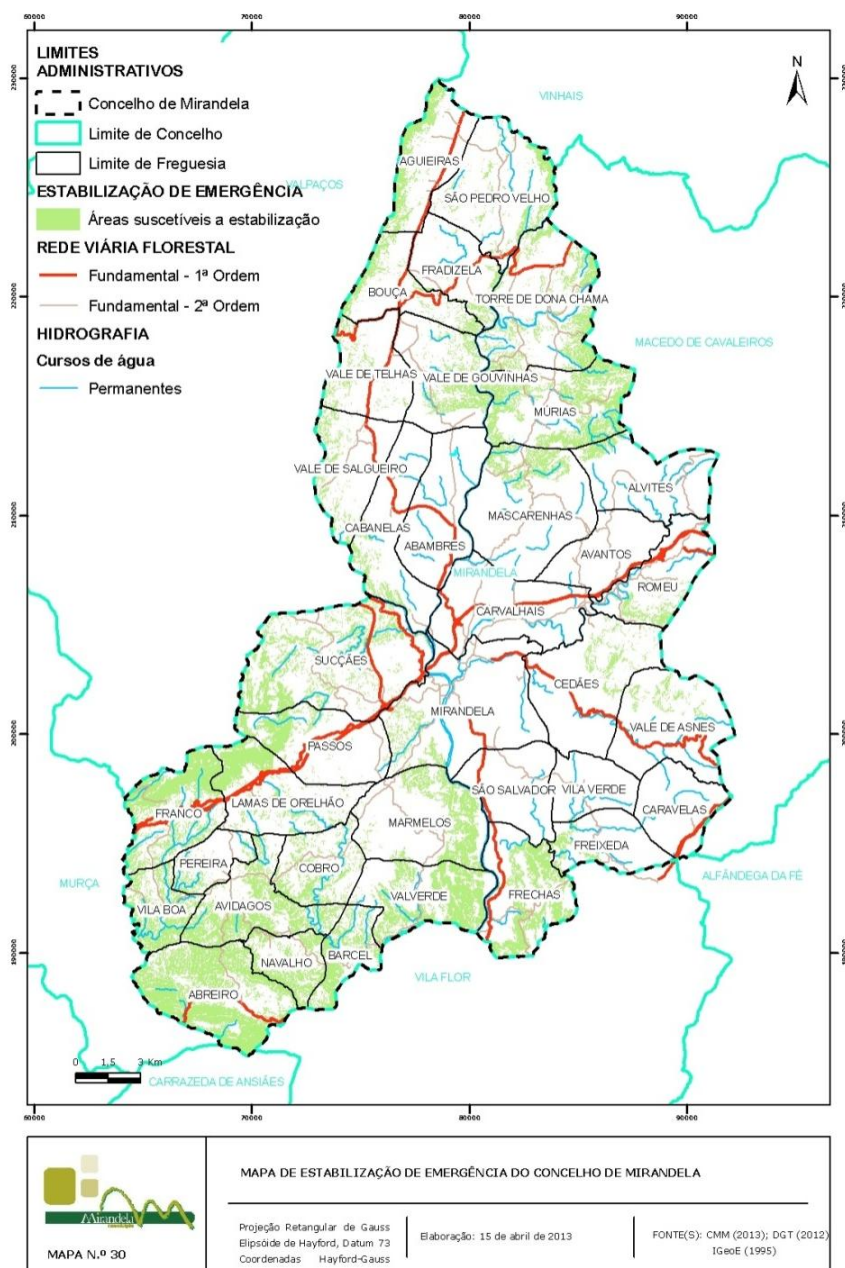 60000 70000 80000 90000
LIMITES
ADMINISTRATIVOS
Concelho de Mirandela
Limite de Concelho
Limite de Freguesia
ESTABILIZAÇÃO DE EMERGÊNCIA
Áreas suscetíveis a estabilização
REDE VIÁRIA FLORESTAL
Fundamental - 1ª Ordem
Fundamental - 2ª Ordem
HIDROGRAFIA
Cursos de água
Permanentes
N
VINHAIS
VALPAÇOS
AGUIEIRAS
SÃO PEDRO VELHO
FRADIZELA
BOUÇA
TORRE DE DONA CHAMA
MACEDO DE CAVALEIROS
VALE DE TELHAS
VALE DE GOUVINHAS
MÚRIAS
VALE DE SALGUEIRO
ALVITES
MASCARENHAS
CABANELAS
ABAMBRES
AVANTOS
MIRANDELA
ROMEU
CARVALHAIS
SUCÇÃES
CEDÃES
MIRANDELA
VALE DE ASNES
PASSOS
SÃO SALVADOR
VILA VERDE
LAMAS DE ORELHÃO
CARAVELAS
FRANCO
MARMELOS
FREIXEDA
PEREIRA
COBRO
ALFÂNDEGA DA FÉ
MURÇA
VALVERDE
FRECHAS
VILA BOA
AVIDAGOS
BARCEL
NAVALHO
VILA FLOR
ABREIRO
0 1,5 3 Km
CARRAZEDA DE ANSIÃES
60000 70000 80000 90000
Mirandela
MAPA N.º 30
MAPA DE ESTABILIZAÇÃO DE EMERGÊNCIA DO CONCELHO DE MIRANDELA
Projeção Retangular de Gauss
Elipsóide de Hayford, Datum 73
Coordenadas Hayford-Gauss
Elaboração: 15 de abril de 2013
FONTE(S): CMM (2013); DGT (2012)
IGeoE (1995)